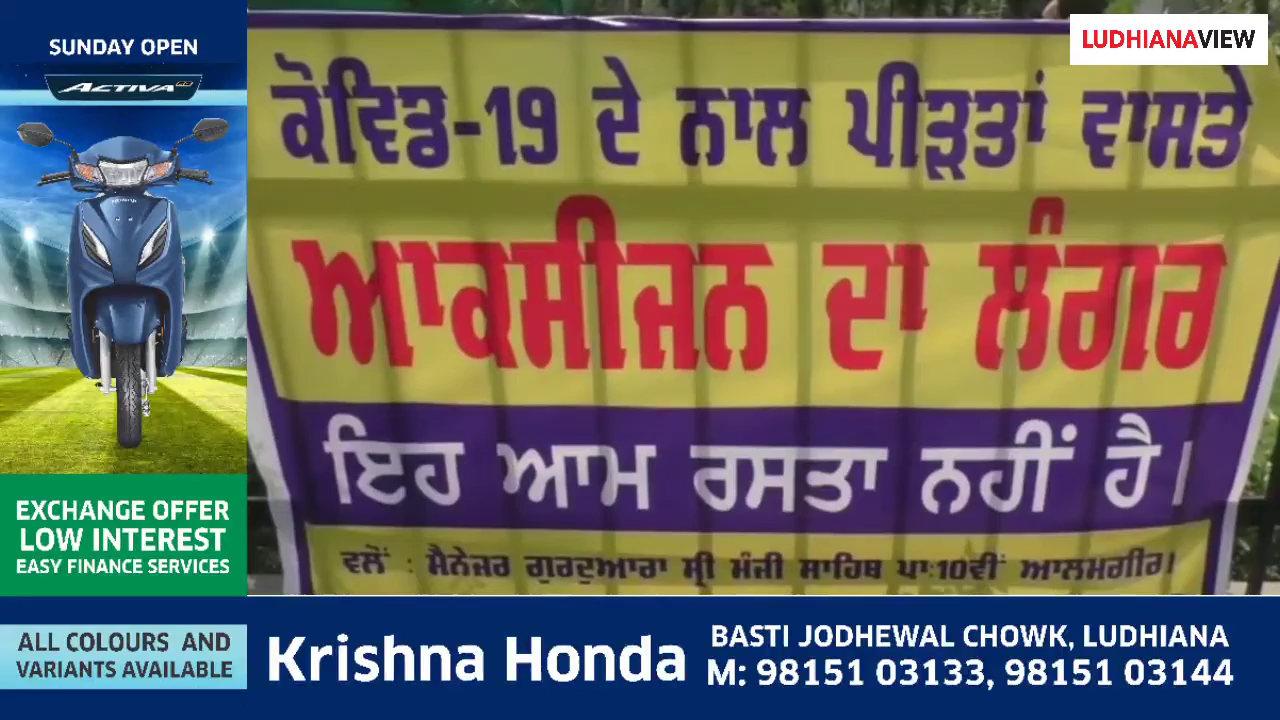 SUNDAY OPEN
ACTIVA 6G
LUDHIANAVIEW
ਕੋਵਿਡ-19 ਦੇ ਨਾਲ ਪੀੜਤਾਂ ਵਾਸਤੇ
ਆਕਸੀਜਨ ਦਾ ਲੰਗਰ
ਇਹ ਆਮ ਰਸਤਾ ਨਹੀਂ ਹੈ।
ਵਲੋਂ : ਮੈਨੇਜਰ ਗੁਰਦੁਆਰਾ ਸ੍ਰੀ ਮੰਜੀ ਸਾਹਿਬ ਪਾ:10ਵੀਂ ਆਲਮਗੀਰ।
EXCHANGE OFFER
LOW INTEREST
EASY FINANCE SERVICES
ALL COLOURS AND
VARIANTS AVAILABLE
Krishna Honda
BASTI JODHEWAL CHOWK, LUDHIANA
M: 98151 03133, 98151 03144